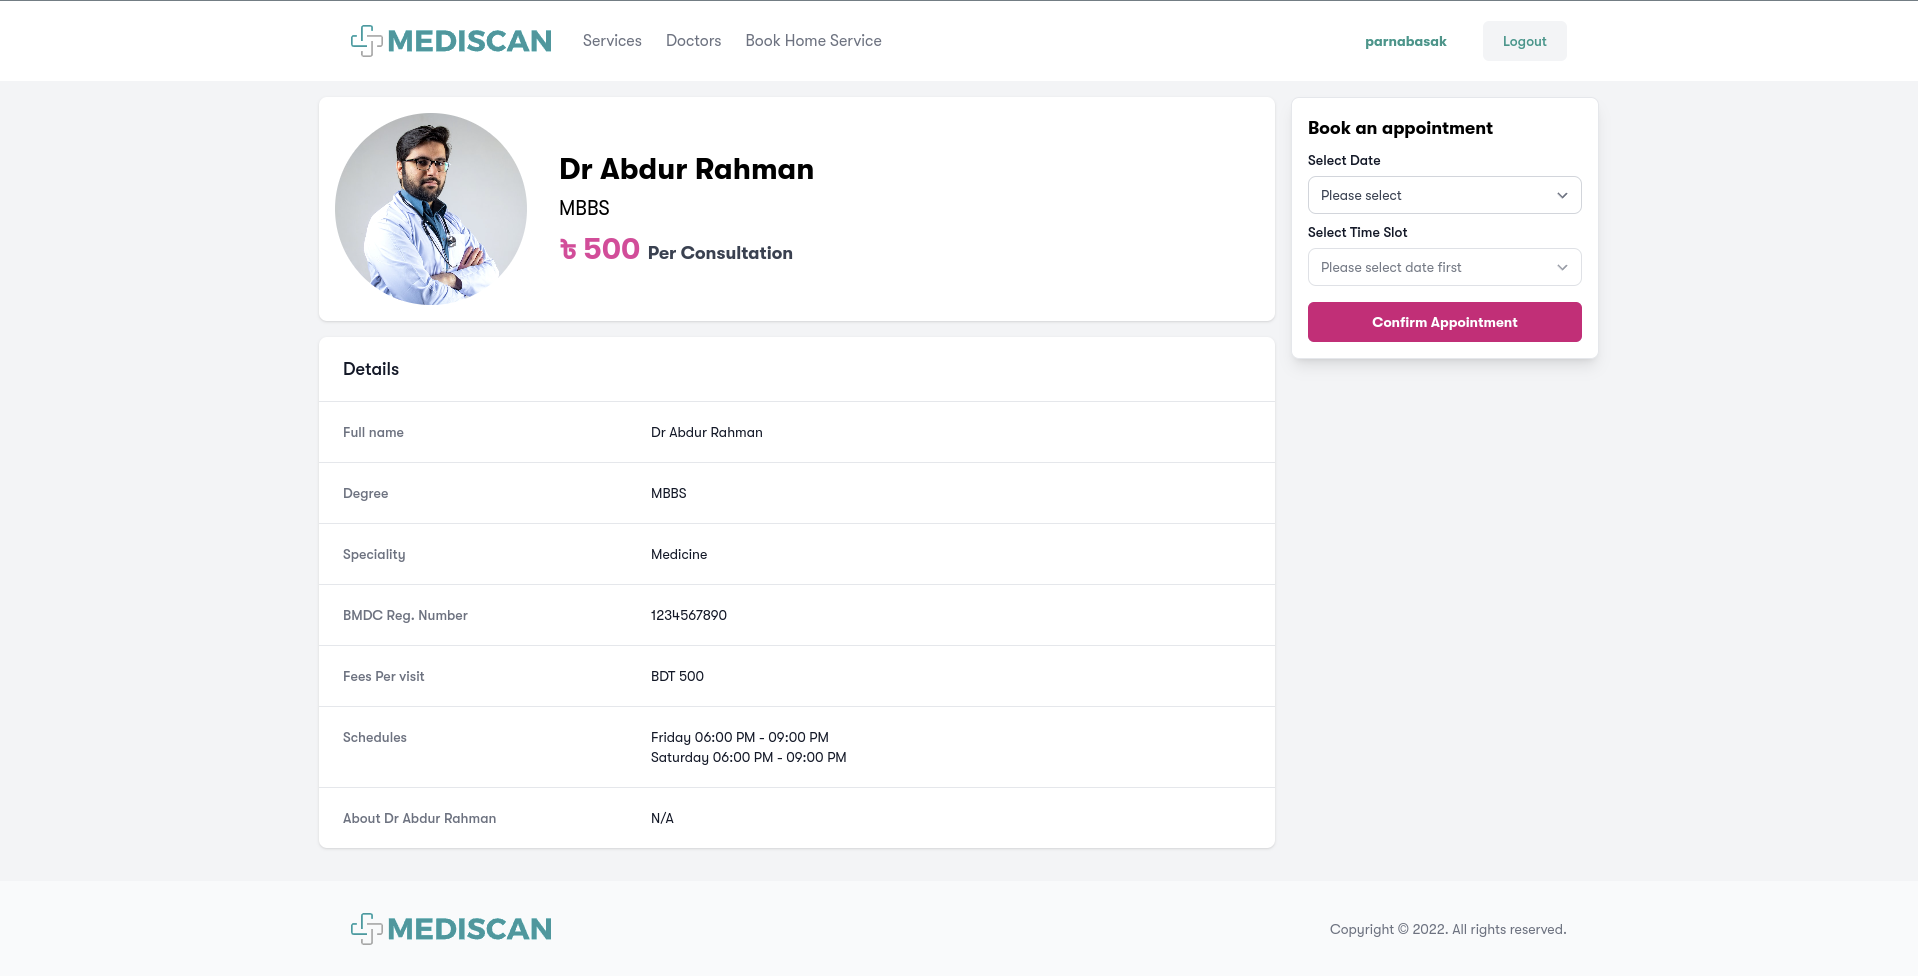 MEDISCAN Services Doctors Book Home Service parnabasak Logout
Dr Abdur Rahman
MBBS
৳ 500 Per Consultation
Book an appointment
Select Date
Please select
Select Time Slot
Please select date first
Confirm Appointment
Details
Full name Dr Abdur Rahman
Degree MBBS
Speciality Medicine
BMDC Reg. Number 1234567890
Fees Per visit BDT 500
Schedules Friday 06:00 PM - 09:00 PM
Saturday 06:00 PM - 09:00 PM
About Dr Abdur Rahman N/A
MEDISCAN Copyright © 2022. All rights reserved.